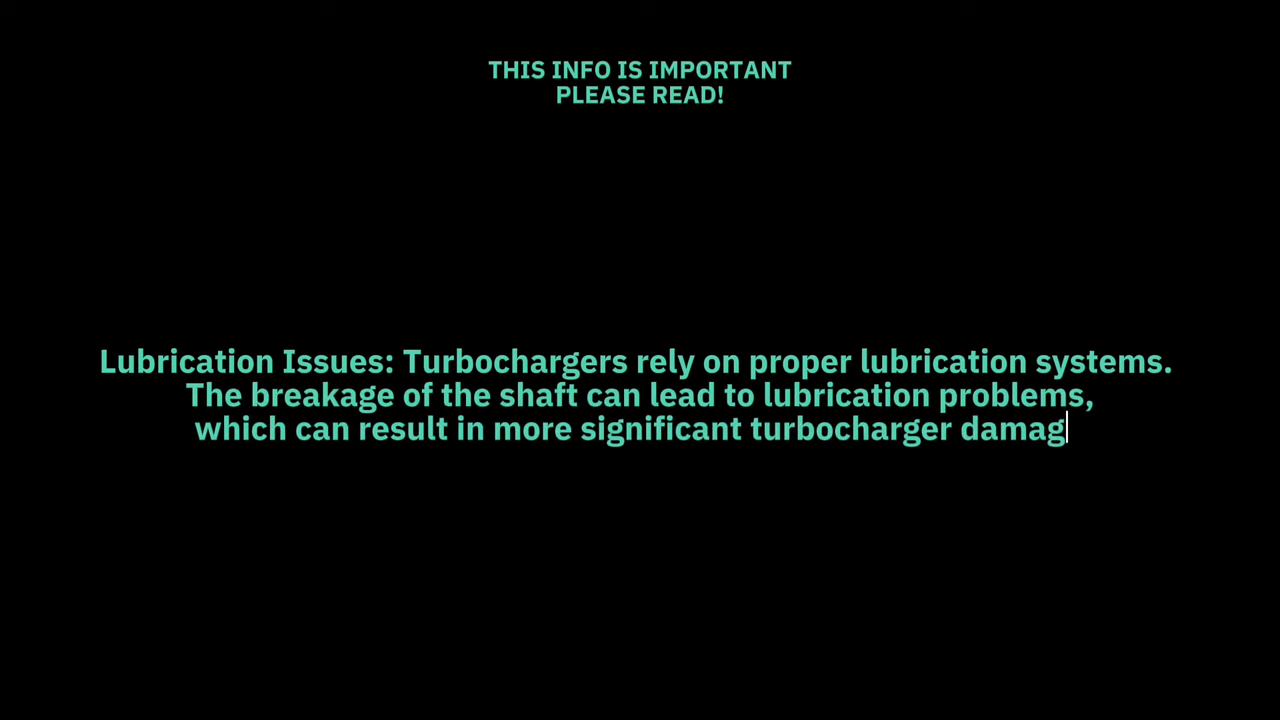 THIS INFO IS IMPORTANT
PLEASE READ!
Lubrication Issues: Turbochargers rely on proper lubrication systems.
The breakage of the shaft can lead to lubrication problems,
which can result in more significant turbocharger damag